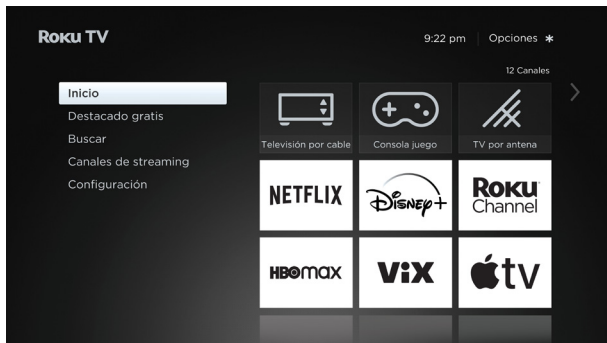 Roku TV
9:22 pm | Opciones *
12 Canales
Inicio
Destacado gratis
Buscar
Canales de streaming
Configuración
Televisión por cable
Consola juego
TV por antena
NETFLIX
Disney+
Roku
Channel
HBOmax
ViX
tv